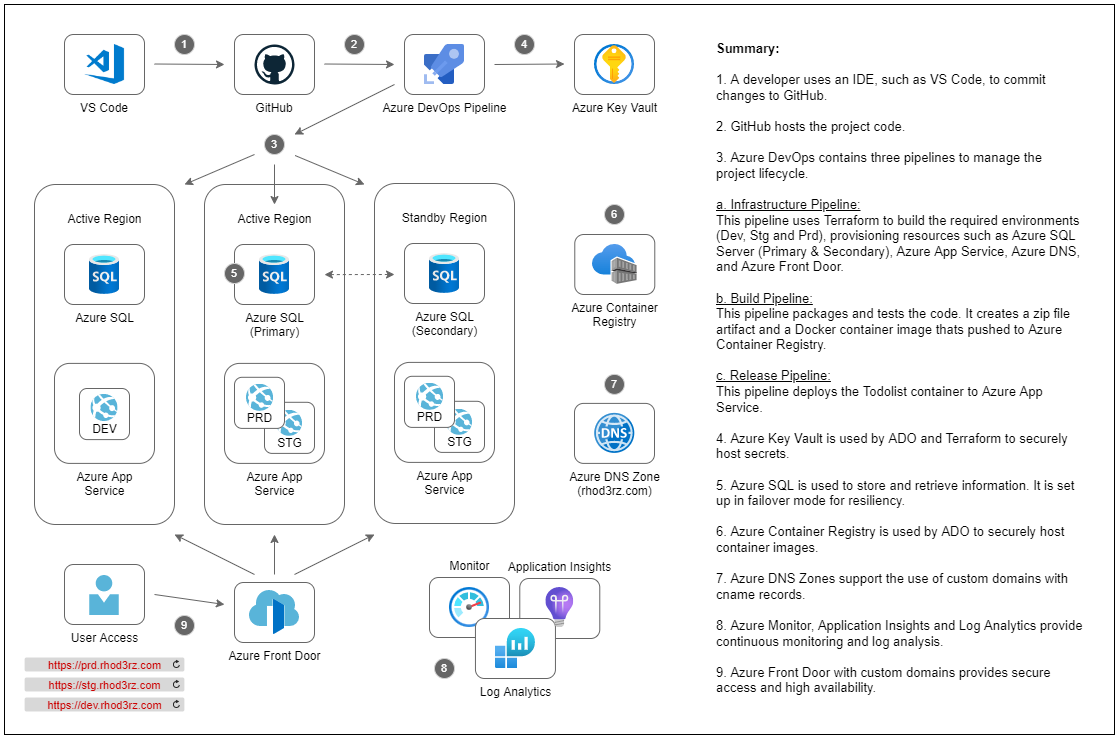 1
2
4
VS Code
GitHub
Azure DevOps Pipeline
Azure Key Vault
3
Active Region
Active Region
Standby Region
SQL
5
SQL
SQL
Azure SQL
Azure SQL
(Primary)
Azure SQL
(Secondary)
DEV
PRD
STG
PRD
STG
Azure App
Service
Azure App
Service
Azure App
Service
6
Azure Container
Registry
7
DNS
Azure DNS Zone
(rhod3rz.com)
User Access
9
Azure Front Door
https://prd.rhod3rz.com
https://stg.rhod3rz.com
https://dev.rhod3rz.com
Monitor
Application Insights
8
Log Analytics
Summary:
1. A developer uses an IDE, such as VS Code, to commit
changes to GitHub.
2. GitHub hosts the project code.
3. Azure DevOps contains three pipelines to manage the
project lifecycle.
a. Infrastructure Pipeline:
This pipeline uses Terraform to build the required environments
(Dev, Stg and Prd), provisioning resources such as Azure SQL
Server (Primary & Secondary), Azure App Service, Azure DNS,
and Azure Front Door.
b. Build Pipeline:
This pipeline packages and tests the code. It creates a zip file
artifact and a Docker container image thats pushed to Azure
Container Registry.
c. Release Pipeline:
This pipeline deploys the Todolist container to Azure App
Service.
4. Azure Key Vault is used by ADO and Terraform to securely
host secrets.
5. Azure SQL is used to store and retrieve information. It is set
up in failover mode for resiliency.
6. Azure Container Registry is used by ADO to securely host
container images.
7. Azure DNS Zones support the use of custom domains with
cname records.
8. Azure Monitor, Application Insights and Log Analytics provide
continuous monitoring and log analysis.
9. Azure Front Door with custom domains provides secure
access and high availability.